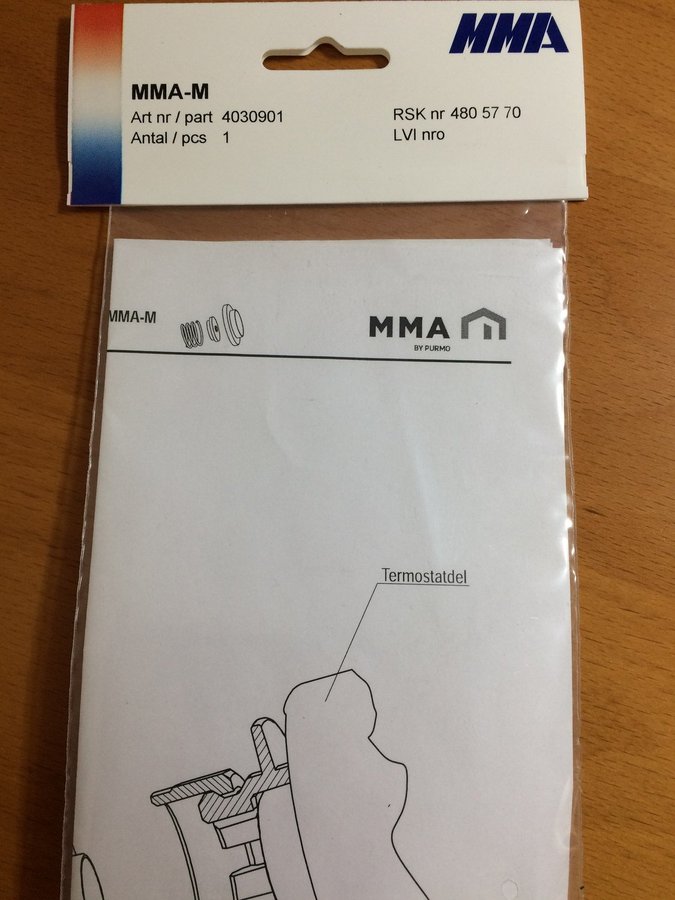 MMA
MMA-M
Art nr / part 4030901
RSK nr 480 57 70
Antal / pcs 1
LVI nro
MMA-M
MMA
BY PURMO
Termostatdel